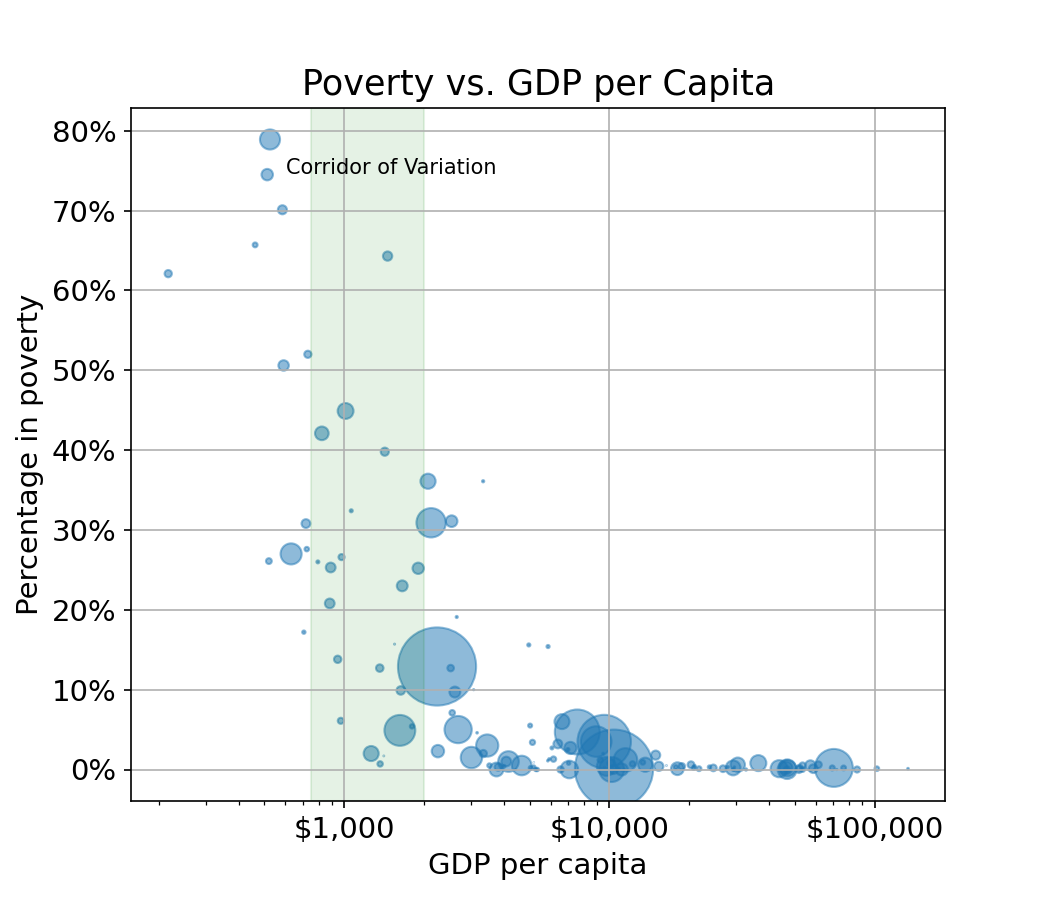 Poverty vs. GDP per Capita
80%
Corridor of Variation
70%
60%
50%
40%
30%
20%
10%
0%
Percentage in poverty
$1,000 $10,000 $100,000
GDP per capita